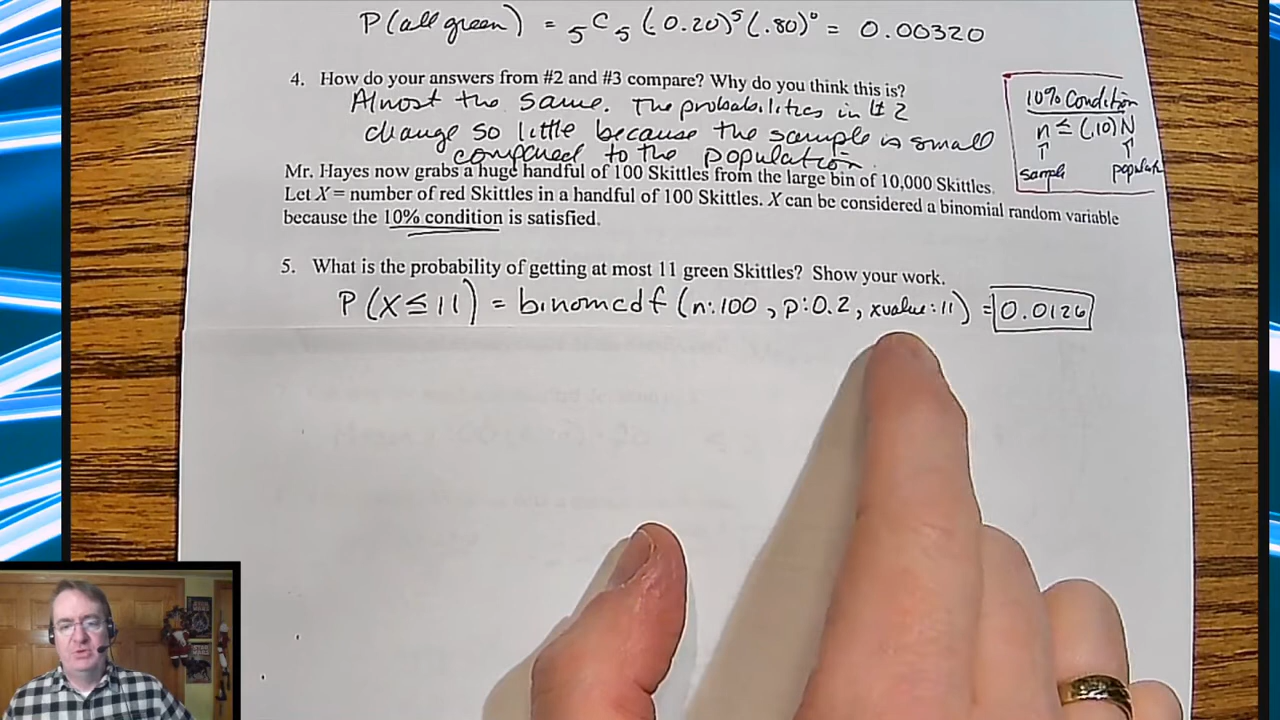 P(all green) = ₅C₅ (0.20)⁵(.80)⁰ = 0.00320
4. How do your answers from #2 and #3 compare? Why do you think this is?
Almost the same. The probabilities in #2
change so little because the sample is small
compared to the population.
10% Condition
n ≤ (.10)N
↑ ↑
sample population
Mr. Hayes now grabs a huge handful of 100 Skittles from the large bin of 10,000 Skittles.
Let X = number of red Skittles in a handful of 100 Skittles. X can be considered a binomial random variable
because the 10% condition is satisfied.
5. What is the probability of getting at most 11 green Skittles? Show your work.
P(X ≤ 11) = binomcdf (n:100, p:0.2, xvalue:11) = 0.0126